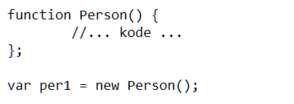 function Person() {
        //... kode ...
};

var per1 = new Person();